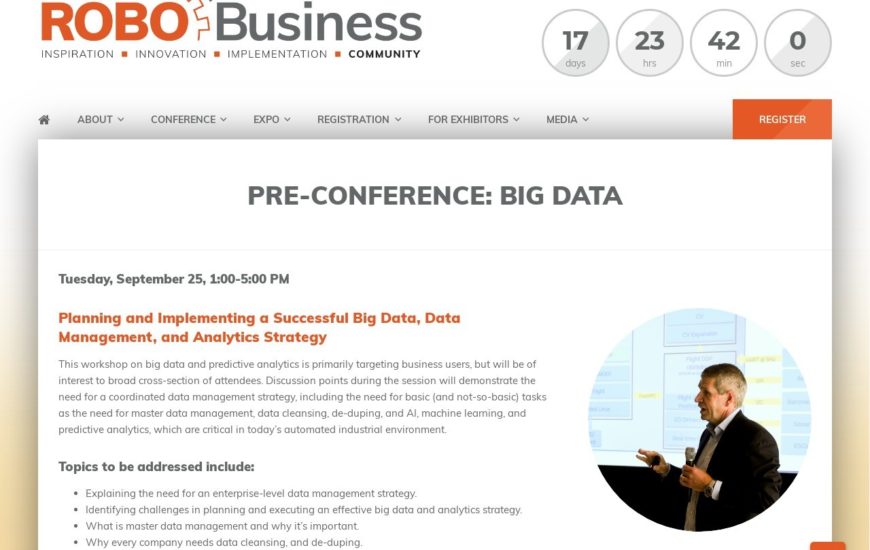 ROBO Business
INSPIRATION ■ INNOVATION ■ IMPLEMENTATION ■ COMMUNITY
17 23 42 0
days hrs min sec
ABOUT CONFERENCE EXPO REGISTRATION FOR EXHIBITORS MEDIA REGISTER
PRE-CONFERENCE: BIG DATA
Tuesday, September 25, 1:00-5:00 PM
Planning and Implementing a Successful Big Data, Data
Management, and Analytics Strategy
This workshop on big data and predictive analytics is primarily targeting business users, but will be of
interest to broad cross-section of attendees. Discussion points during the session will demonstrate the
need for a coordinated data management strategy, including the need for basic (and not-so-basic) tasks
as the need for master data management, data cleansing, de-duping, and AI, machine learning, and
predictive analytics, which are critical in today's automated industrial environment.
Topics to be addressed include:
• Explaining the need for an enterprise-level data management strategy.
• Identifying challenges in planning and executing an effective big data and analytics strategy.
• What is master data management and why it's important.
• Why every company needs data cleansing, and de-duping.